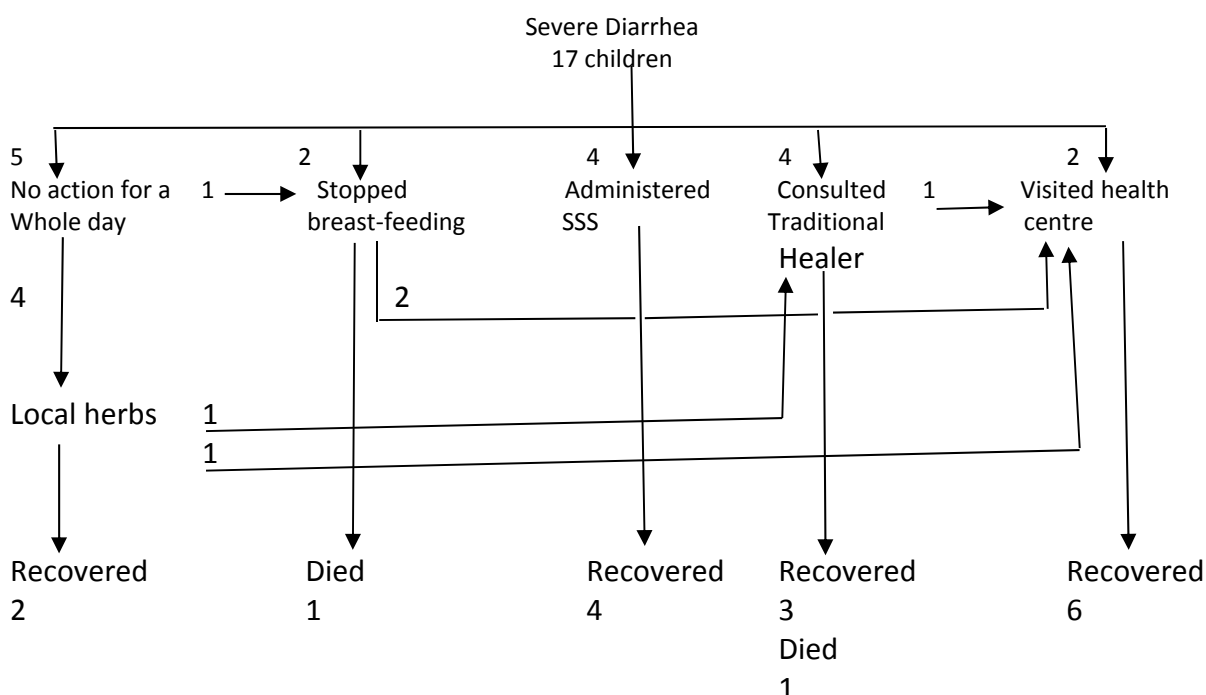 Severe Diarrhea
17 children
5
2
4
4
2
No action for a
Whole day
1
Stopped
breast-feeding
Administered
SSS
Consulted
Traditional
Healer
1
Visited health
centre
4
2
Local herbs
1
1
Recovered
2
Died
1
Recovered
4
Recovered
3
Died
1
Recovered
6